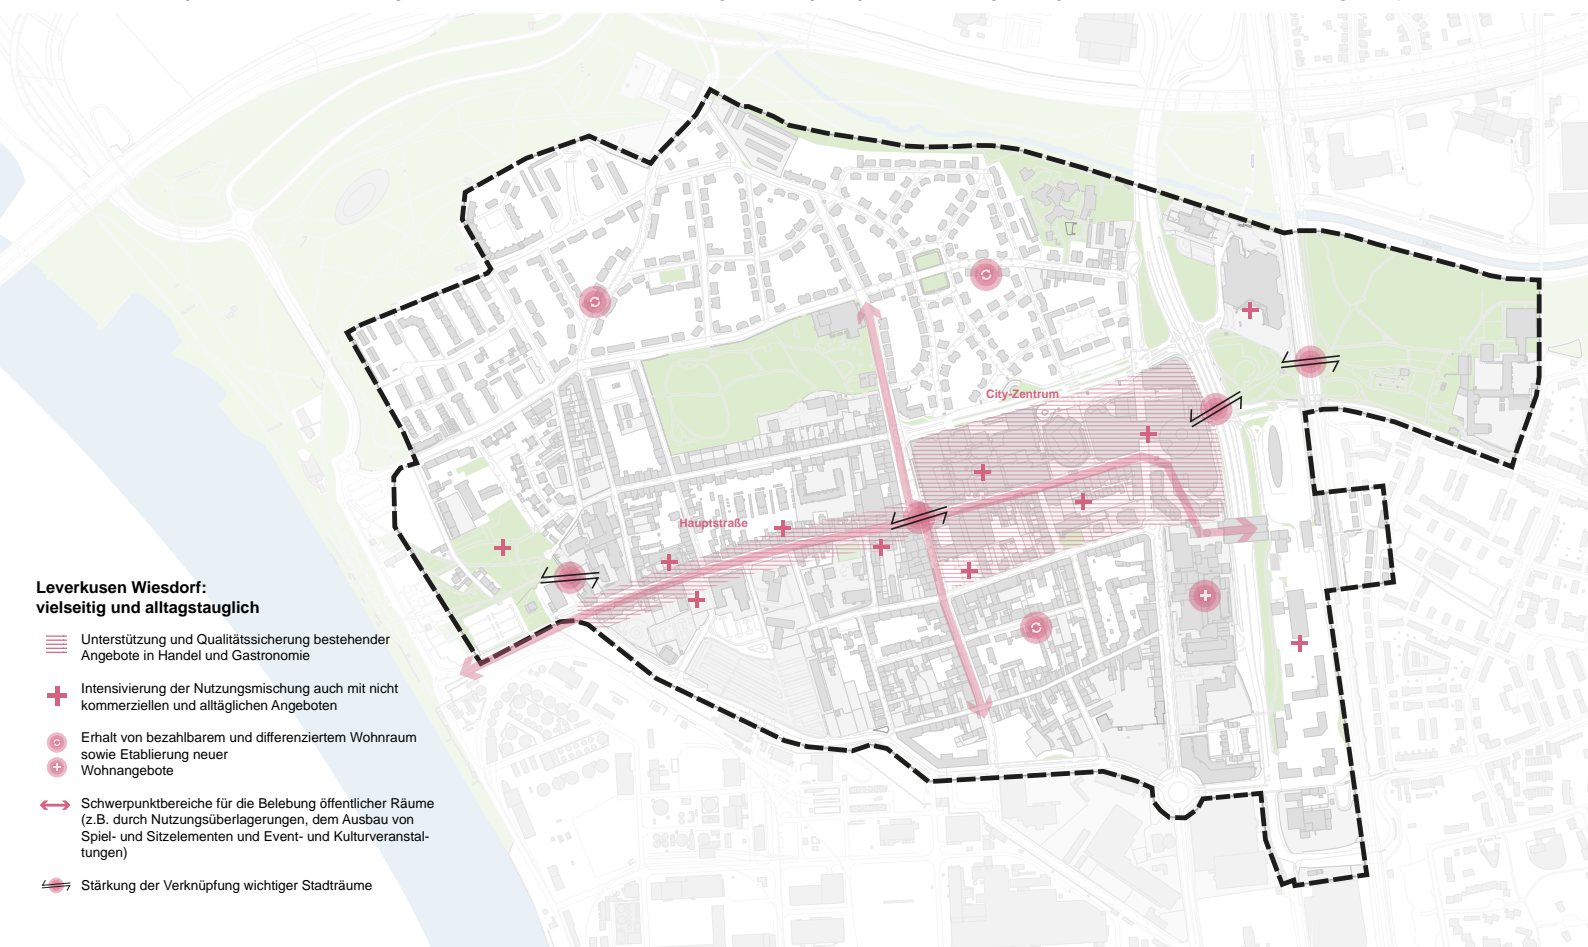 City-Zentrum
Hauptstraße
Leverkusen Wiesdorf:
vielseitig und alltagstauglich
Unterstützung und Qualitätssicherung bestehender
Angebote in Handel und Gastronomie
Intensivierung der Nutzungsmischung auch mit nicht
kommerziellen und alltäglichen Angeboten
Erhalt von bezahlbarem und differenziertem Wohnraum
sowie Etablierung neuer
Wohnangebote
Schwerpunktbereiche für die Belebung öffentlicher Räume
(z.B. durch Nutzungsüberlagerungen, dem Ausbau von
Spiel- und Sitzelementen und Event- und Kulturveranstal-
tungen)
Stärkung der Verknüpfung wichtiger Stadträume